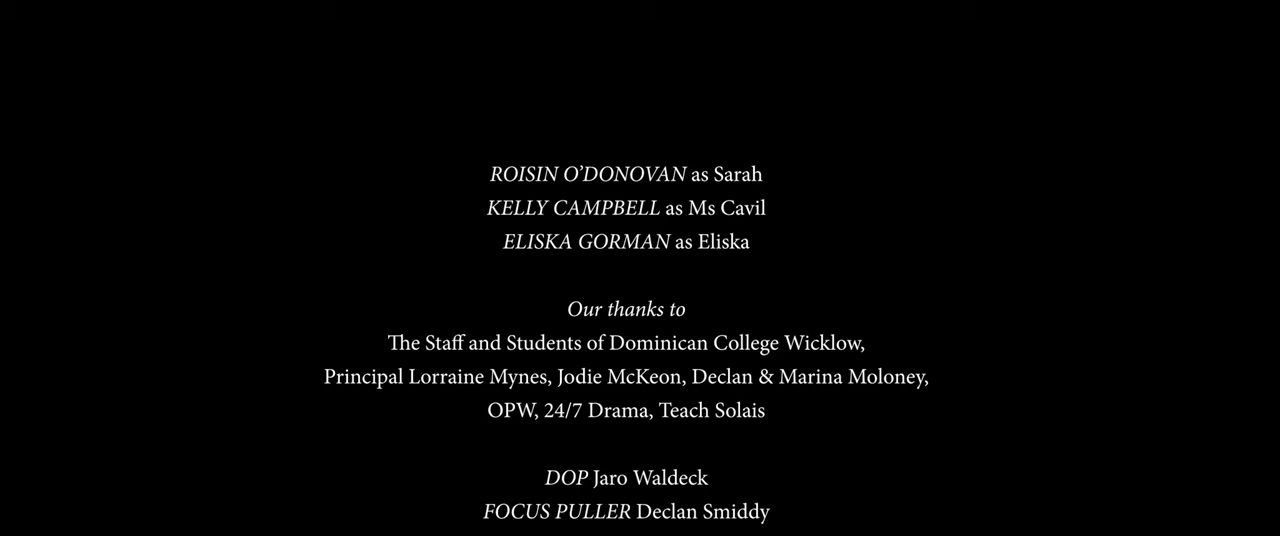 ROISIN O’DONOVAN as Sarah
KELLY CAMPBELL as Ms Cavil
ELISKA GORMAN as Eliska
Our thanks to
The Staff and Students of Dominican College Wicklow,
Principal Lorraine Mynes, Jodie McKeon, Declan & Marina Moloney,
OPW, 24/7 Drama, Teach Solais
DOP Jaro Waldeck
FOCUS PULLER Declan Smiddy